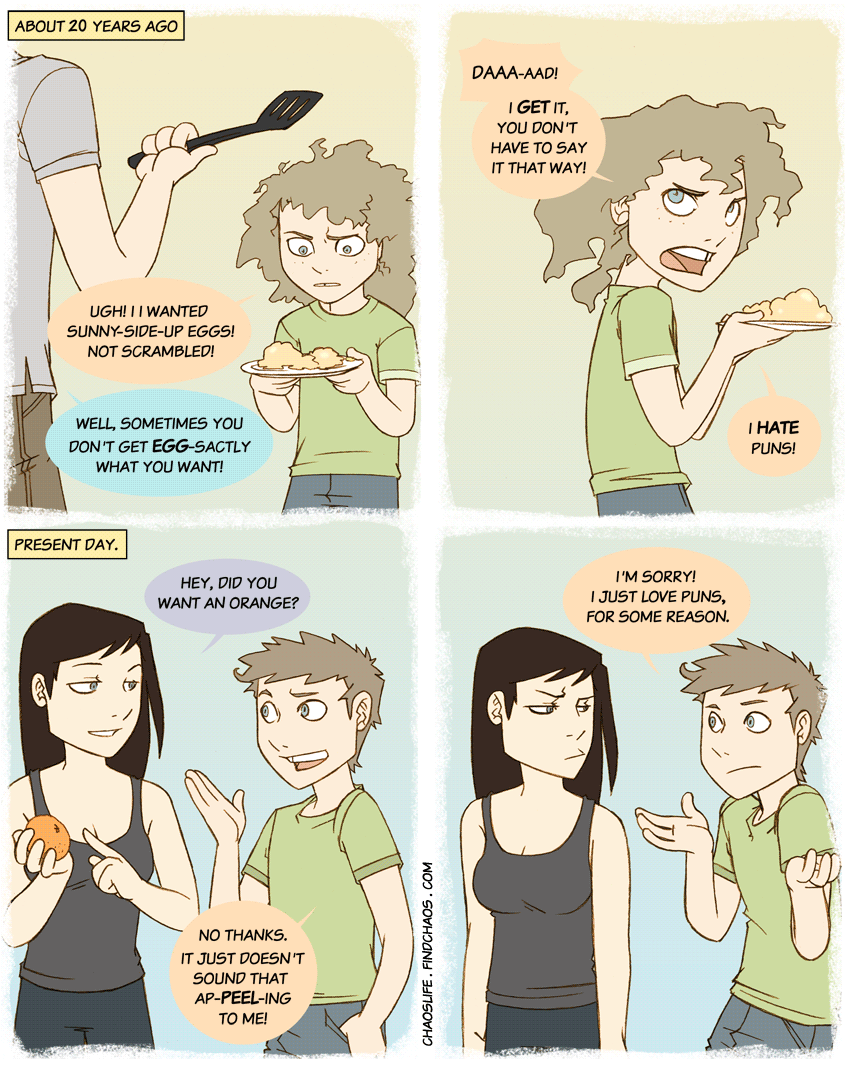 ABOUT 20 YEARS AGO
UGH! I I WANTED
SUNNY-SIDE-UP EGGS!
NOT SCRAMBLED!
WELL, SOMETIMES YOU
DON'T GET EGG-SACTLY
WHAT YOU WANT!
DAAA-AAD!
I GET IT,
YOU DON'T
HAVE TO SAY
IT THAT WAY!
I HATE
PUNS!
PRESENT DAY.
HEY, DID YOU
WANT AN ORANGE?
NO THANKS.
IT JUST DOESN'T
SOUND THAT
AP-PEEL-ING
TO ME!
I'M SORRY!
I JUST LOVE PUNS,
FOR SOME REASON.
CHAOSLIFE.FINDCHAOS.COM